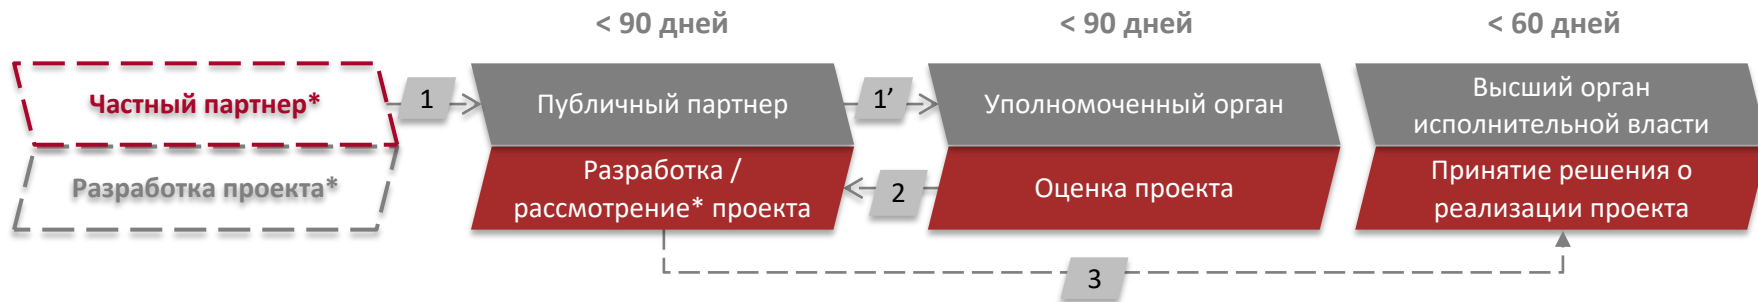 < 90 дней
< 90 дней
< 60 дней
Частный партнер*
1
Публичный партнер
1’
Уполномоченный орган
Высший орган
исполнительной власти
Разработка проекта*
Разработка /
рассмотрение* проекта
2
Оценка проекта
Принятие решения о
реализации проекта
3